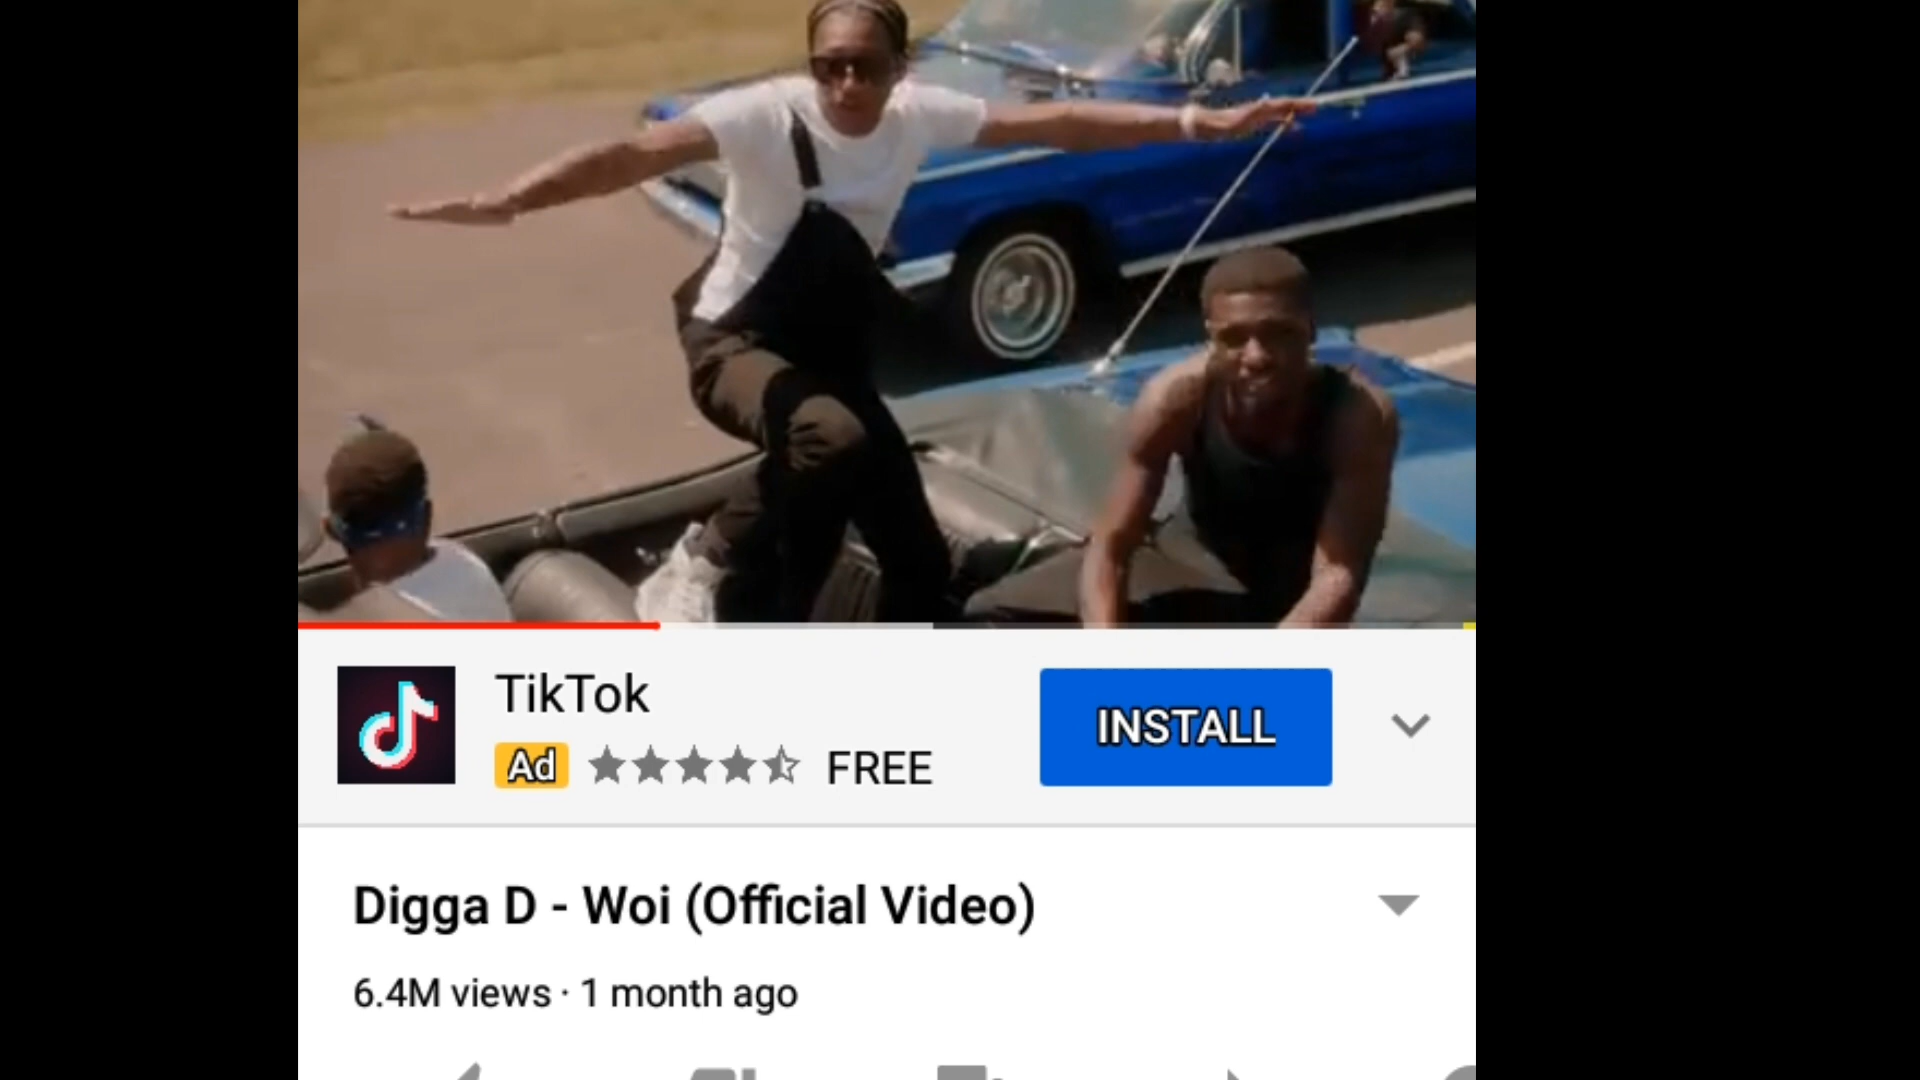 TikTok
Ad FREE
INSTALL
Digga D - Woi (Official Video)
6.4M views · 1 month ago